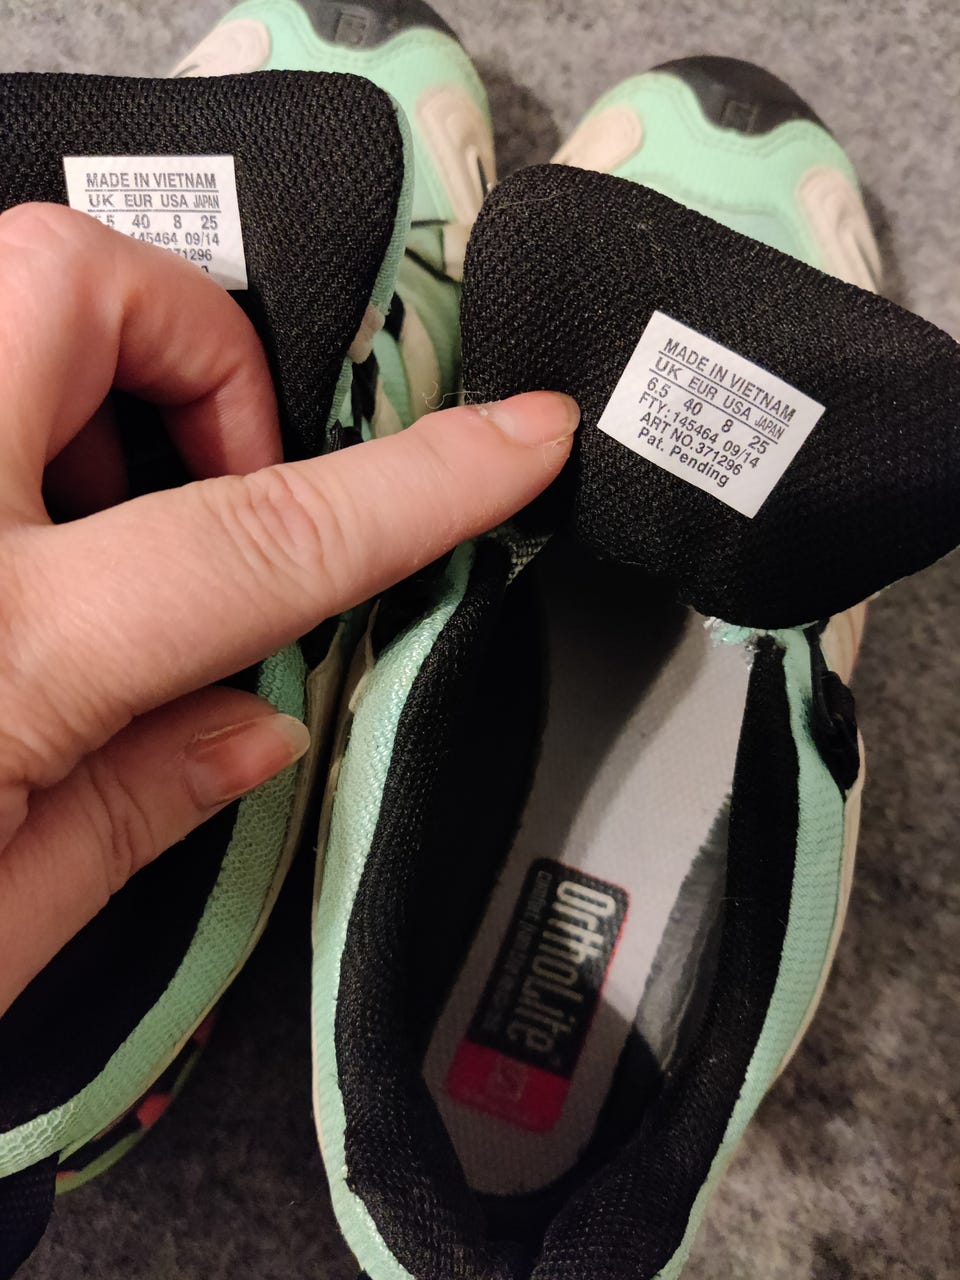 MADE IN VIETNAM
UK EUR USA JAPAN
40 8 25
145464 09/14
71296
MADE IN VIETNAM
UK EUR USA JAPAN
6.5 40 8 25
FTY: 145464 09/14
ART NO.371296
Pat. Pending
OrthoLite